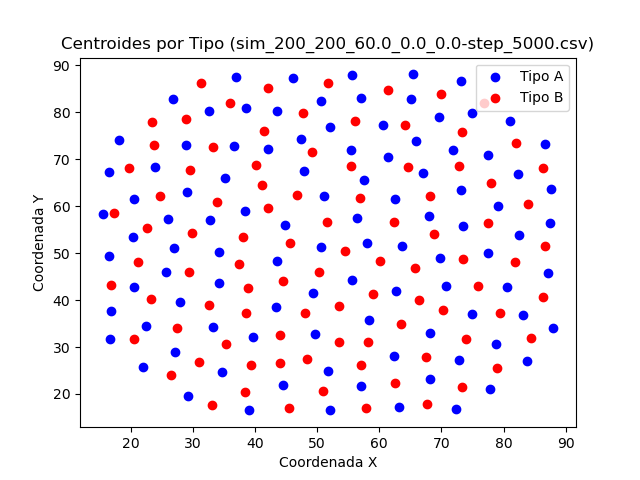 Centroides por Tipo (sim_200_200_60.0_0.0_0.0-step_5000.csv)
Tipo A
Tipo B
Coordenada Y
90
80
70
60
50
40
30
20
20 30 40 50 60 70 80 90
Coordenada X